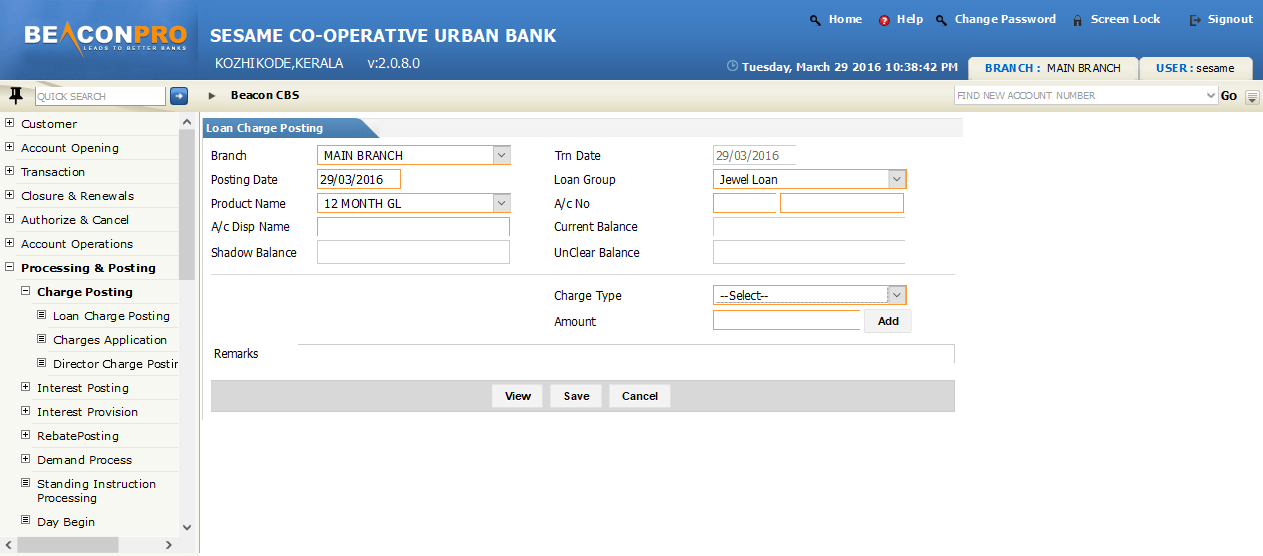 Home Help Change Password Screen Lock Signout
BEACONPRO
LEADS TO BETTER BANKS
SESAME CO-OPERATIVE URBAN BANK
KOZHIKODE,KERALA v:2.0.8.0
Tuesday, March 29 2016 10:38:42 PM BRANCH : MAIN BRANCH USER : sesame
QUICK SEARCH Beacon CBS FIND NEW ACCOUNT NUMBER Go
Customer
Account Opening
Transaction
Closure & Renewals
Authorize & Cancel
Account Operations
Processing & Posting
Charge Posting
Loan Charge Posting
Charges Application
Director Charge Postin
Interest Posting
Interest Provision
RebatePosting
Demand Process
Standing Instruction
Processing
Day Begin
Loan Charge Posting
Branch MAIN BRANCH Trn Date 29/03/2016
Posting Date 29/03/2016 Loan Group Jewel Loan
Product Name 12 MONTH GL A/c No
A/c Disp Name Current Balance
Shadow Balance UnClear Balance
Charge Type --Select--
Amount Add
Remarks
View Save Cancel